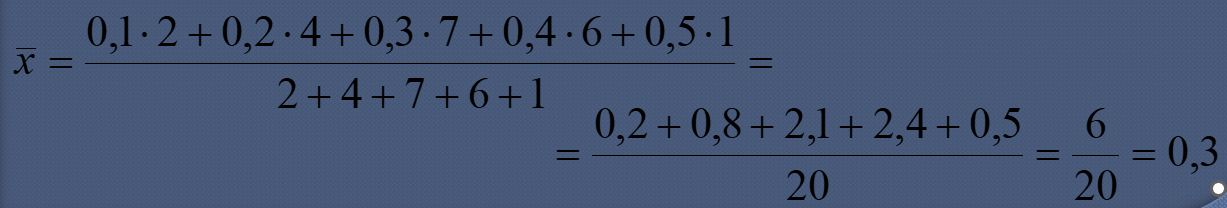 x̄ = (0,1·2 + 0,2·4 + 0,3·7 + 0,4·6 + 0,5·1)/(2 + 4 + 7 + 6 + 1) =
= (0,2 + 0,8 + 2,1 + 2,4 + 0,5)/20 = 6/20 = 0,3